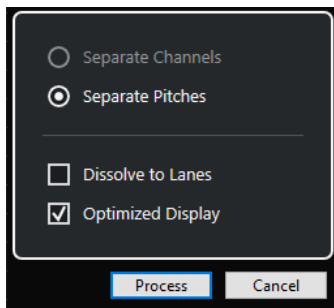 Separate Channels
Separate Pitches
Dissolve to Lanes
Optimized Display
Process Cancel